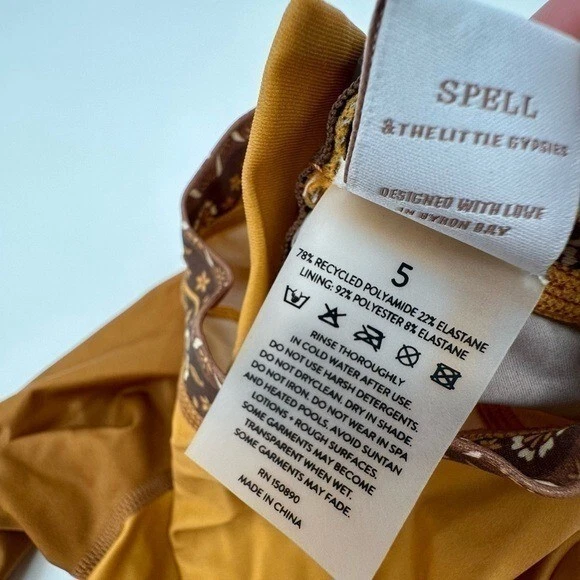 SPELL
& THE LITTLE GYPSIES
DESIGNED WITH LOVE
IN BYRON BAY
5
78% RECYCLED POLYAMIDE 22% ELASTANE
LINING: 92% POLYESTER 8% ELASTANE
RINSE THOROUGHLY
IN COLD WATER AFTER USE.
DO NOT USE HARSH DETERGENTS.
DO NOT DRYCLEAN. DRY IN SHADE.
DO NOT IRON. DO NOT WEAR IN SPA
AND HEATED POOLS. AVOID SUNTAN
LOTIONS + ROUGH SURFACES.
SOME GARMENTS MAY BECOME
TRANSPARENT WHEN WET.
SOME GARMENTS MAY FADE.
RN 150890
MADE IN CHINA